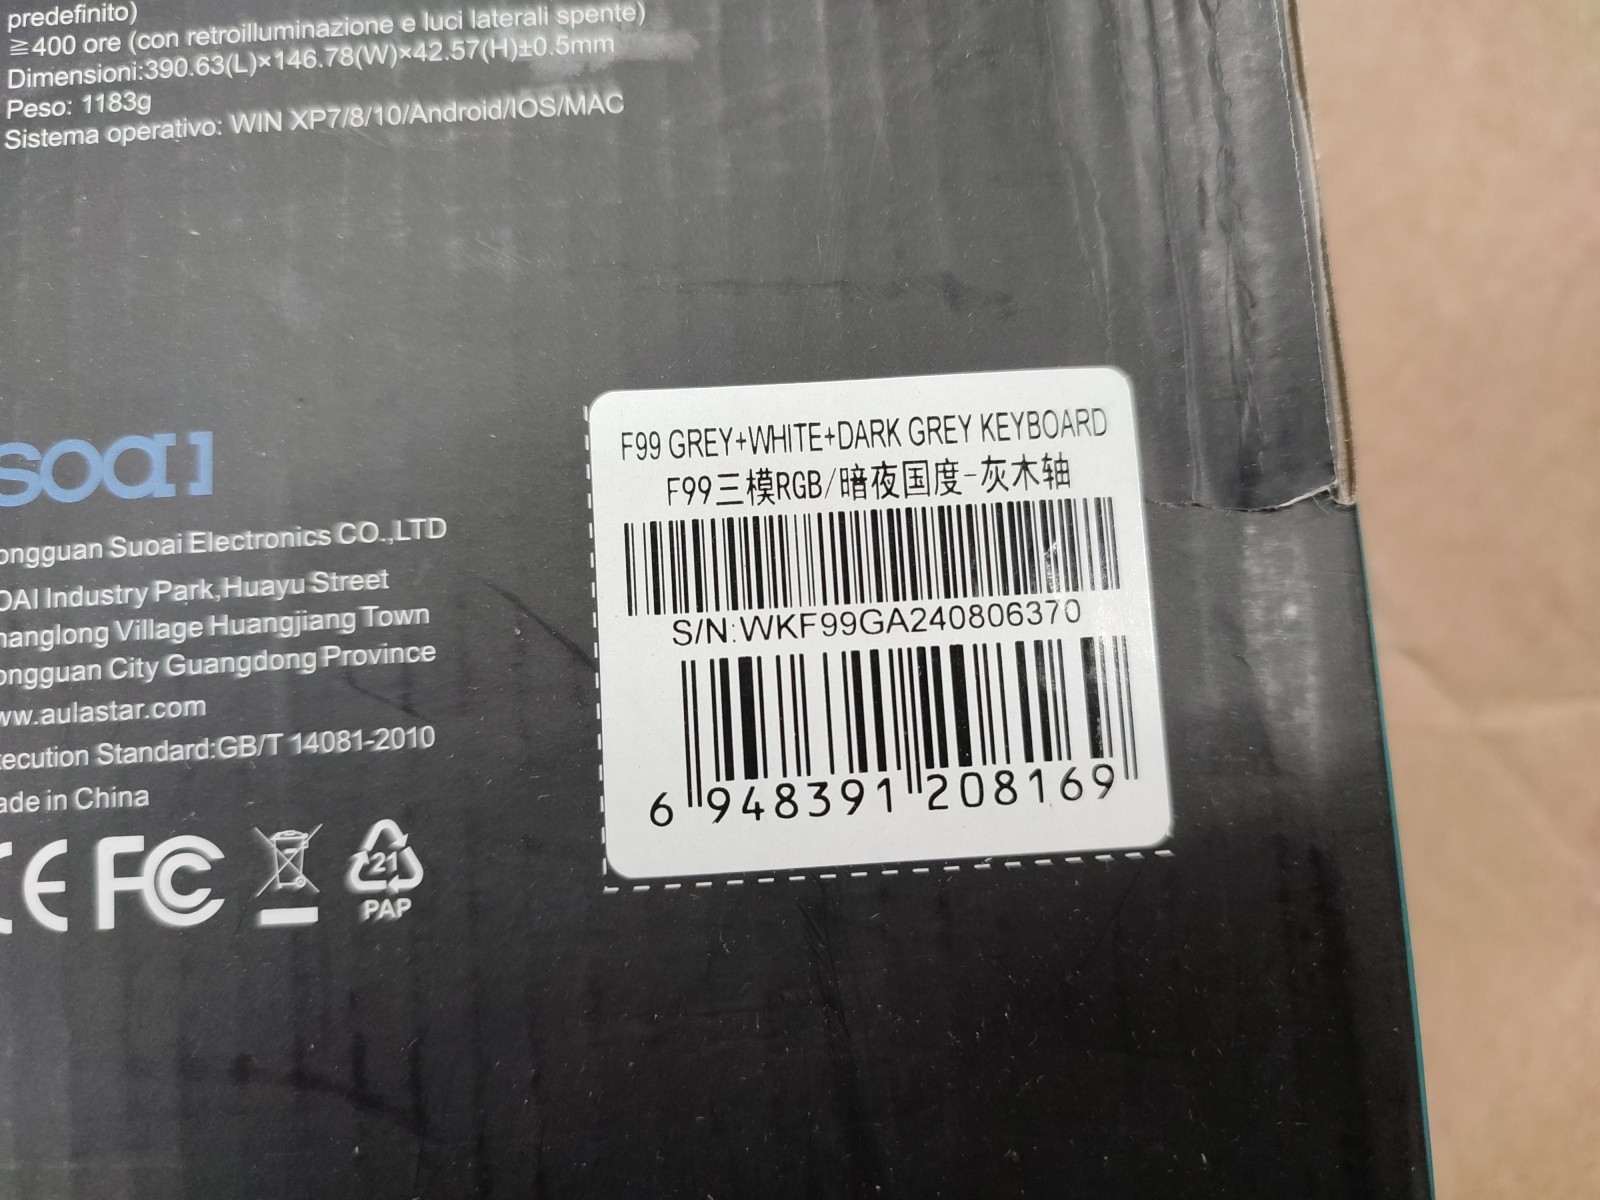 predefinito)
≧400 ore (con retroilluminazione e luci laterali spente)
Dimensioni:390.63(L)×146.78(W)×42.57(H)±0.5mm
Peso: 1183g
Sistema operativo: WIN XP7/8/10/Android/IOS/MAC
soai
ongguan Suoai Electronics CO.,LTD
OAI Industry Park,Huayu Street
hanglong Village Huangjiang Town
ongguan City Guangdong Province
ww.aulastar.com
ecution Standard:GB/T 14081-2010
ade in China
CE FC
21
PAP
F99 GREY+WHITE+DARK GREY KEYBOARD
F99三模RGB/暗夜国度-灰木轴
S/N:WKF99GA240806370
6 948391 208169